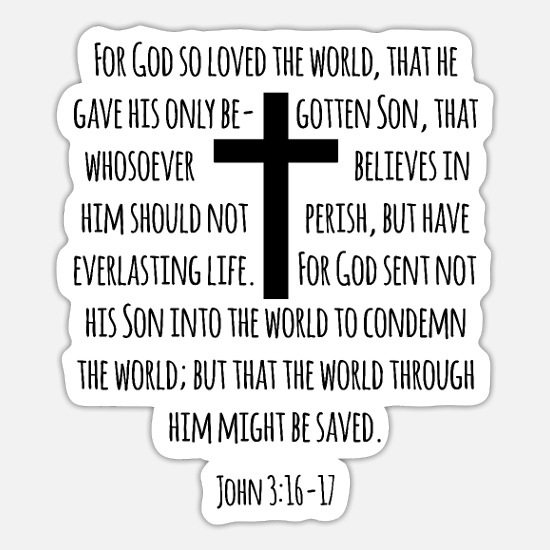 For God so loved the world, that he
gave his only be- gotten Son, that
whosoever believes in
him should not perish, but have
everlasting life. For God sent not
his Son into the world to condemn
the world; but that the world through
him might be saved.
John 3:16-17